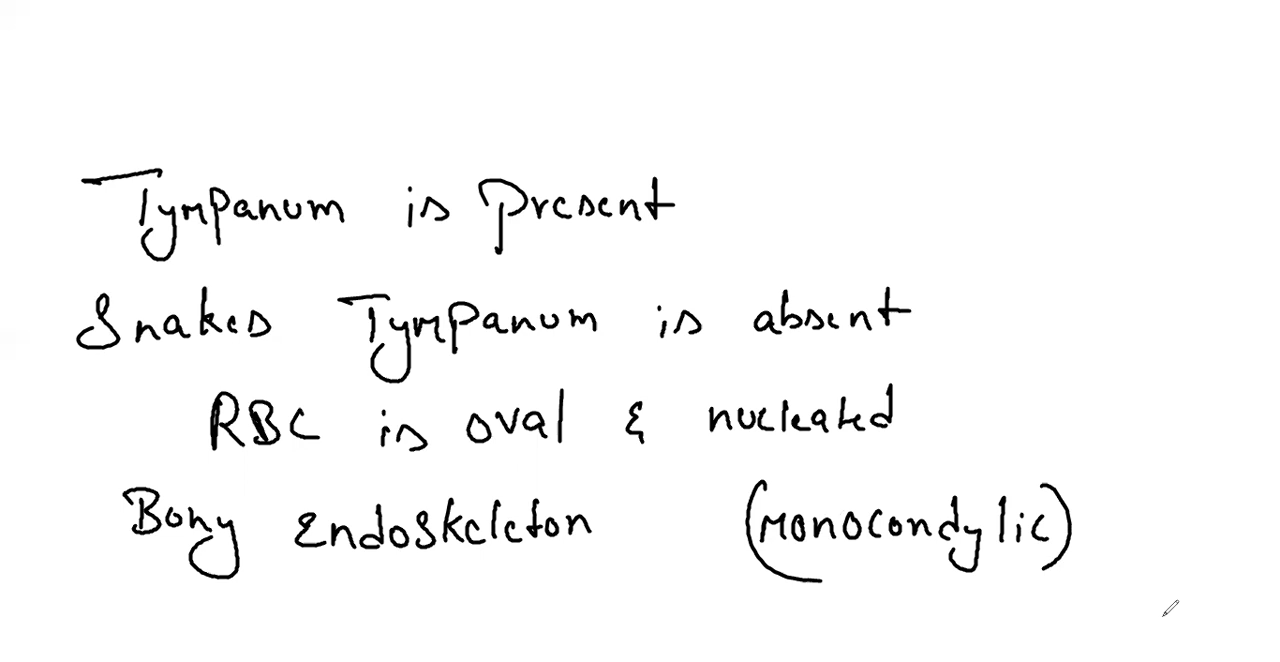 Tympanum is Present
Snakes Tympanum is absent
RBC is oval & nucleated
Bony Endoskeleton (Monocondylic)